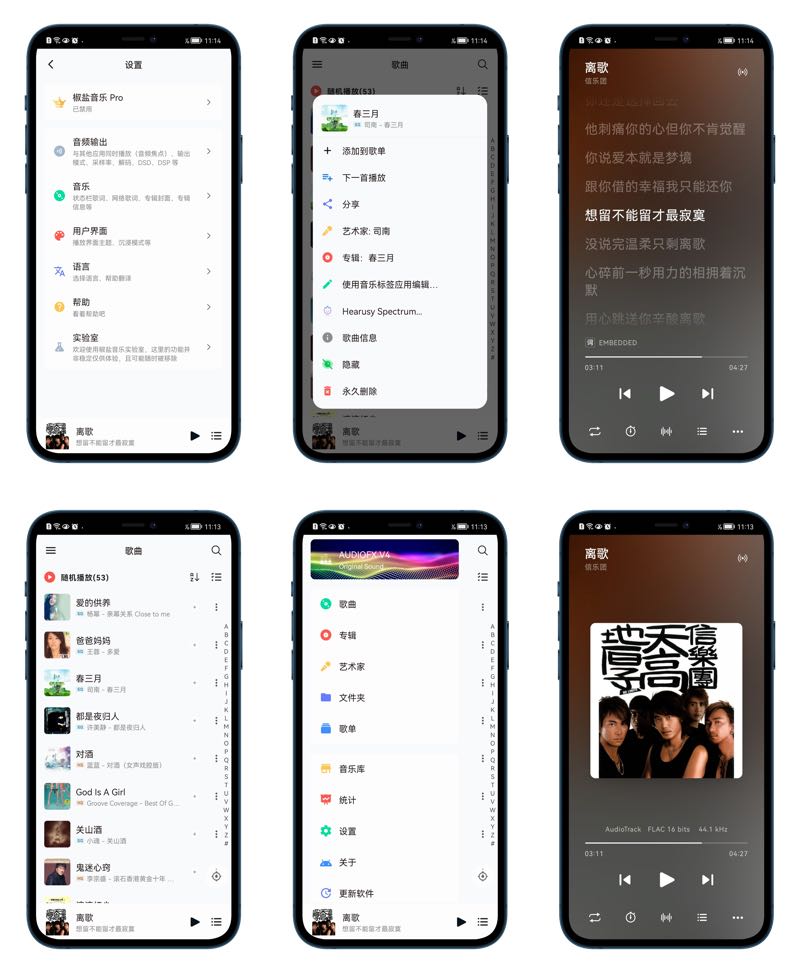 11:14
设置
椒盐音乐 Pro
已禁用
音频输出
与其他应用同时播放（音频焦点），输出
模式，采样率，解码，DSD，DSP 等
音乐
状态栏歌词，网络歌词，专辑封面，专辑
信息等
用户界面
播放界面主题，沉浸模式等
语言
选择语言，帮助翻译
帮助
看看帮助吧
实验室
欢迎使用椒盐音乐实验室，这里的功能并
非稳定仅供体验，且可能随时被移除
离歌
想留不能留才最寂寞
11:14
歌曲
随机播放(53)
春三月
SQ 司南 - 春三月
添加到歌单
下一首播放
分享
艺术家: 司南
专辑: 春三月
使用音乐标签应用编辑...
Hearusy Spectrum...
歌曲信息
隐藏
永久删除
A
B
C
D
E
F
G
H
I
J
K
L
M
N
O
P
Q
R
S
T
U
V
W
X
Y
Z
#
离歌
想留不能留才最寂寞
11:14
离歌
信乐团
他刺痛你的心但你不肯觉醒
你说爱本就是梦境
跟你借的幸福我只能还你
想留不能留才最寂寞
没说完温柔只剩离歌
心碎前一秒用力的相拥着沉
默
用心跳送你辛酸离歌
词 EMBEDDED
03:11 04:27
11:13
歌曲
随机播放(53)
爱的供养
SQ 杨幂 - 亲幂关系 Close to me
爸爸妈妈
SQ 王蓉 - 多爱
春三月
SQ 司南 - 春三月
都是夜归人
SQ 许美静 - 都是夜归人
对酒
HQ 蓝蓝 - 对酒（女声戏腔版）
God Is A Girl
HQ Groove Coverage - Best Of G...
关山酒
SQ 小魂 - 关山酒
鬼迷心窍
HQ 李宗盛 - 滚石香港黄金十年 ...
A
B
C
D
E
F
G
H
I
J
K
L
M
N
O
P
Q
R
S
T
U
V
W
X
Y
Z
#
离歌
想留不能留才最寂寞
11:13
AUDIOFX V4
Original Sound
歌曲
专辑
艺术家
文件夹
歌单
音乐库
统计
设置
关于
更新软件
A
B
C
D
E
F
G
H
I
J
K
L
M
N
O
P
Q
R
S
T
U
V
W
X
Y
Z
#
离歌
想留不能留才最寂寞
11:13
离歌
信乐团
信樂團
天高
地厚
AudioTrack FLAC 16 bits 44.1 kHz
03:11 04:27